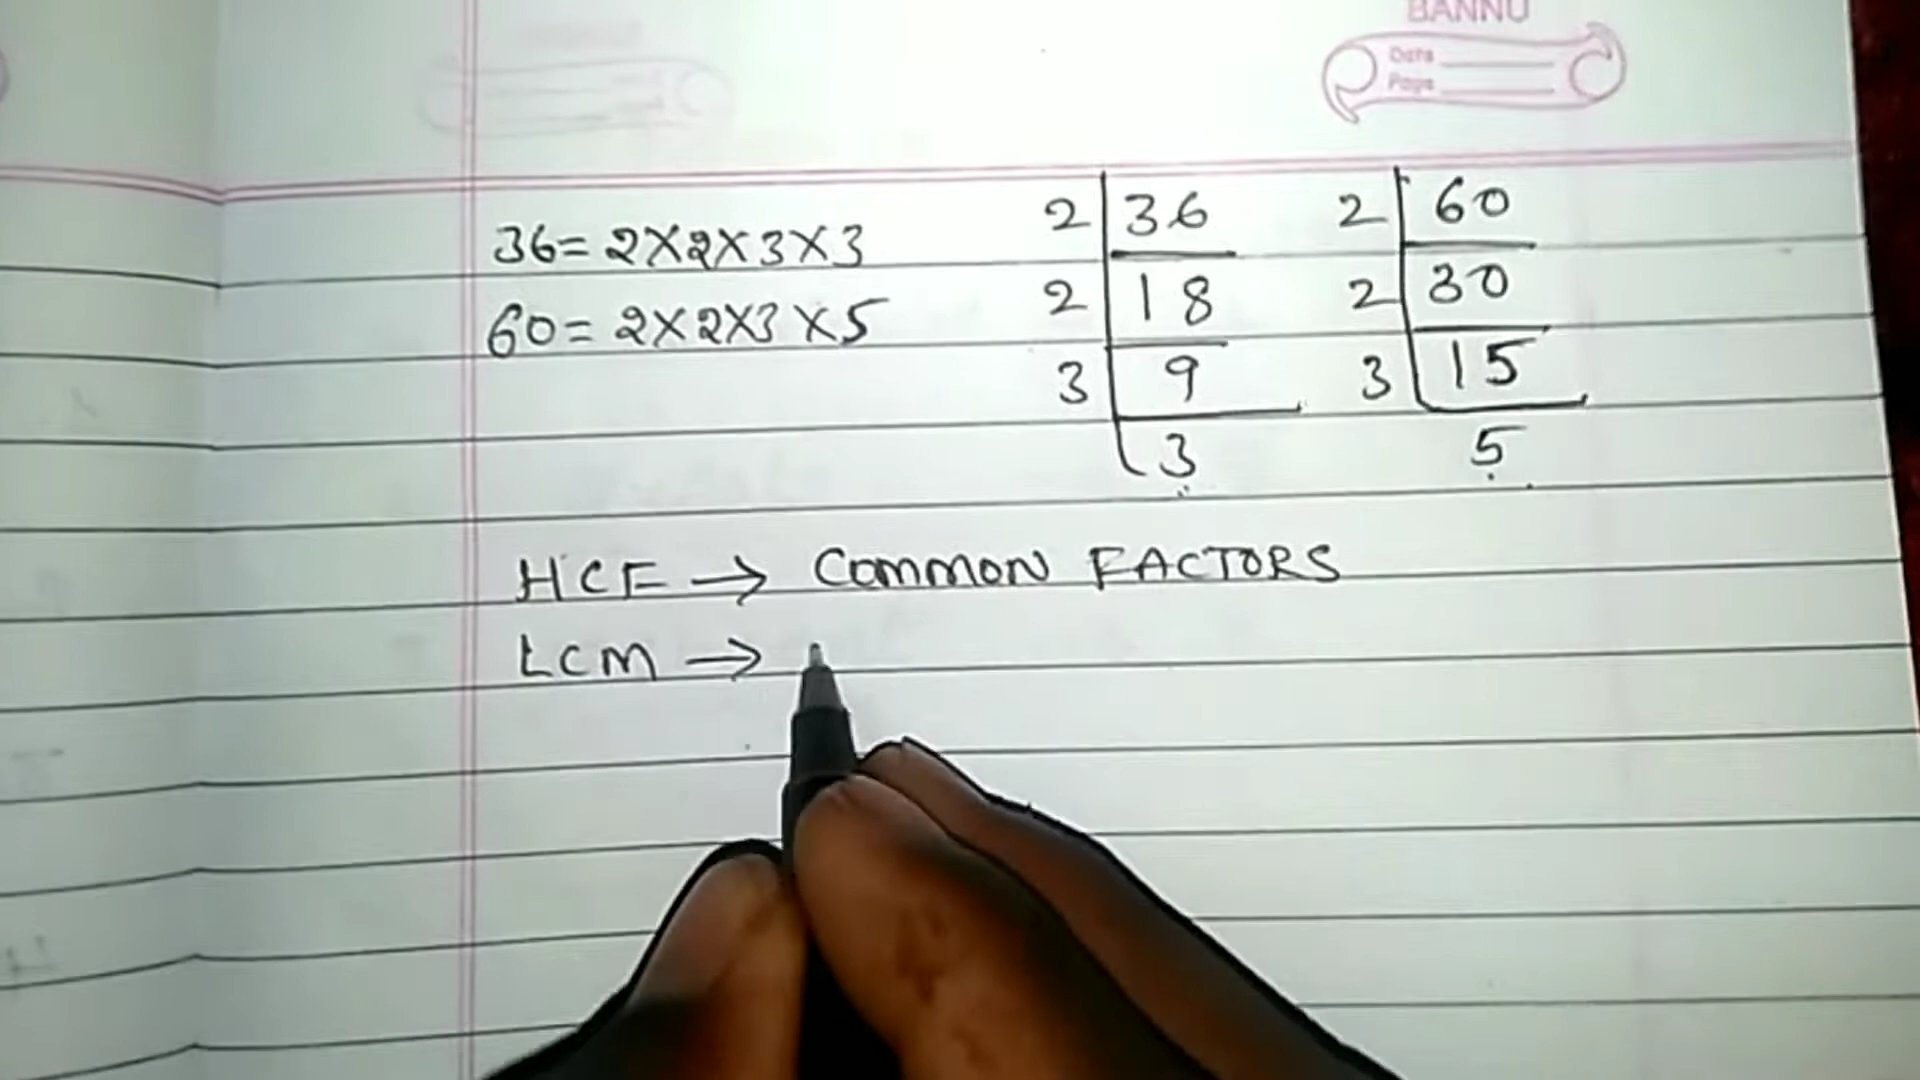 BANNU
Date
Page
36= 2×2×3×3
60= 2×2×3×5
2 36
2 18
3 9
3
2 60
2 30
3 15
5
HCF → COMMON FACTORS
LCM →